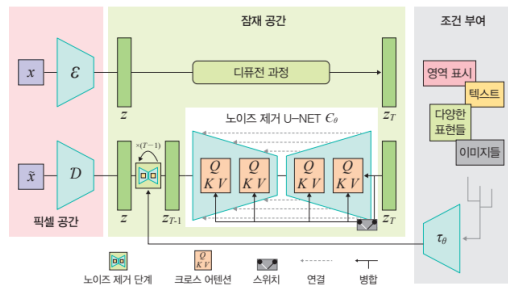 잠재 공간
조건 부여
x
ε
z
디퓨전 과정
z_T
영역 표시
텍스트
다양한
표현들
이미지들
노이즈 제거 U-NET ϵ_θ
×(T−1)
x̃
D
z
z_{T-1}
Q
K V
Q
K V
Q
K V
Q
K V
z_T
픽셀 공간
τ_θ
Q
K V
노이즈 제거 단계
크로스 어텐션
스위치
연결
병합